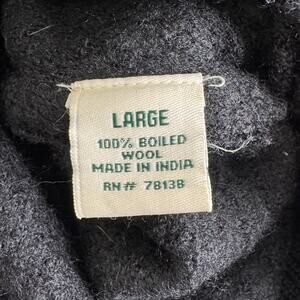 LARGE
100% BOILED
WOOL
MADE IN INDIA
RN# 78138